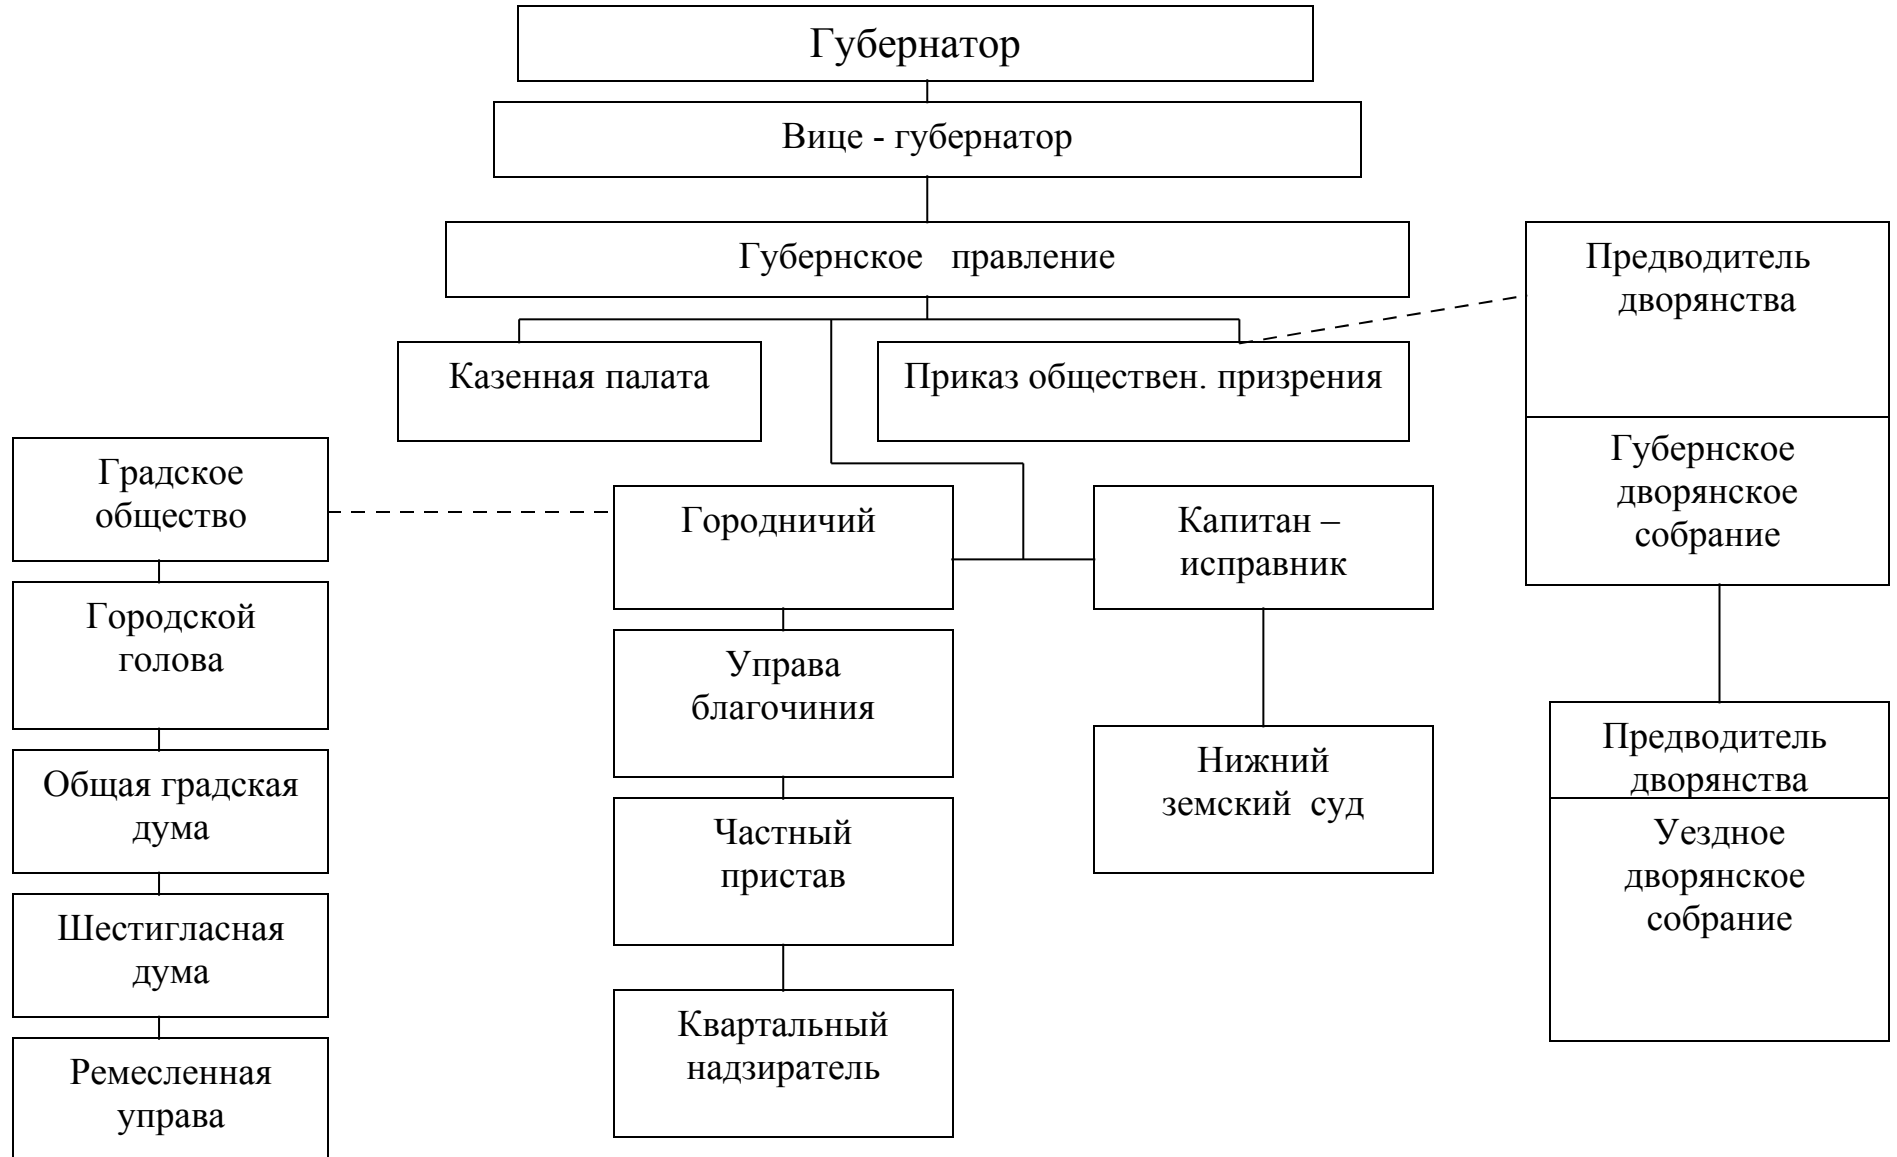 Губернатор
Вице - губернатор
Губернское правление
Предводитель
дворянства
Казенная палата
Приказ обществен. призрения
Губернское
дворянское
собрание
Градское
общество
Городничий
Капитан –
исправник
Городской
голова
Управа
благочиния
Предводитель
дворянства
Нижний
земский суд
Общая градская
дума
Частный
пристав
Уездное
дворянское
собрание
Шестигласная
дума
Квартальный
надзиратель
Ремесленная
управа